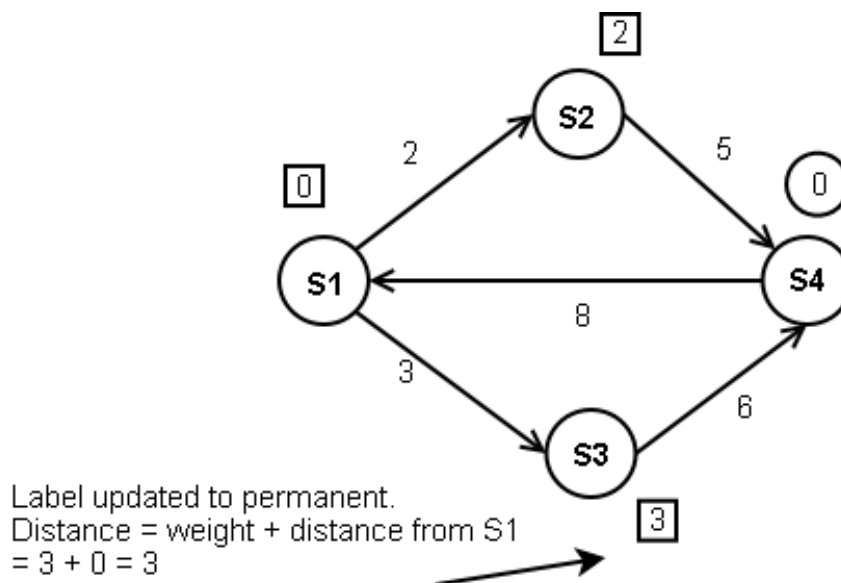 2
S2
2
5
0
0
S1
S4
8
3
6
S3
Label updated to permanent.
3
Distance = weight + distance from S1
= 3 + 0 = 3